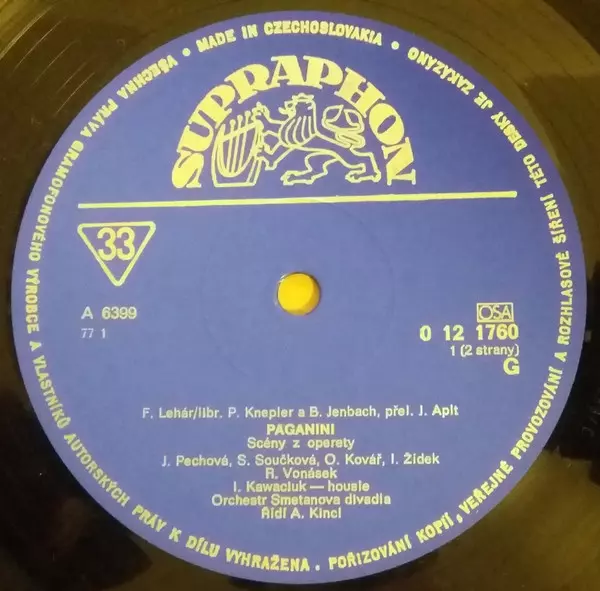 VŠECHNA PRÁVA GRAMOFONOVÉHO VÝROBCE A VLASTNÍKŮ AUTORSKÝCH PRÁV K DÍLU VYHRAŽENA. POŘIZOVÁNÍ KOPIÍ, VEŘEJNÉ PROVOZOVÁNÍ A ROZHLASOVÉ ŠÍŘENÍ TÉTO DESKY JE ZAKÁZÁNO • MADE IN CZECHOSLOVAKIA •
SUPRAPHON
33
A 6399
77 1
OSA
0 12 1760
1 (2 strany)
G
F. Lehár/libr. P. Knepler a B. Jenbach, přel. J. Aplt
PAGANINI
Scény z operety
J. Pechová, S. Součková, O. Kovář, I. Žídek
R. Vonásek
I. Kawaciuk — housle
Orchestr Smetanova divadla
Řídí A. Kincl